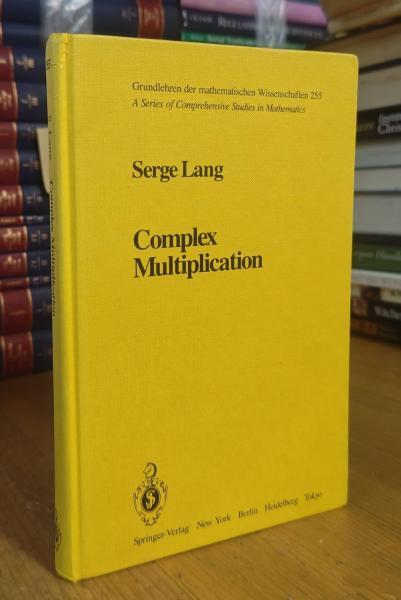 Grundlehren der mathematischen Wissenschaften 255
A Series of Comprehensive Studies in Mathematics
Serge Lang
Complex
Multiplication
Springer-Verlag New York Berlin Heidelberg Tokyo